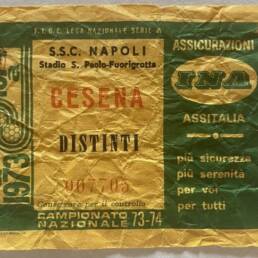 F.I.G.C. LEGA NAZIONALE SERIE A
S.S.C. NAPOLI
Stadio S. Paolo-Fuorigrotta
CESENA
DISTINTI
007705
Conservare per il controllo
CAMPIONATO
NAZIONALE 73-74
1973
ASSICURAZIONI
INA
ASSITALIA
più sicurezza
più serenità
per voi
per tutti